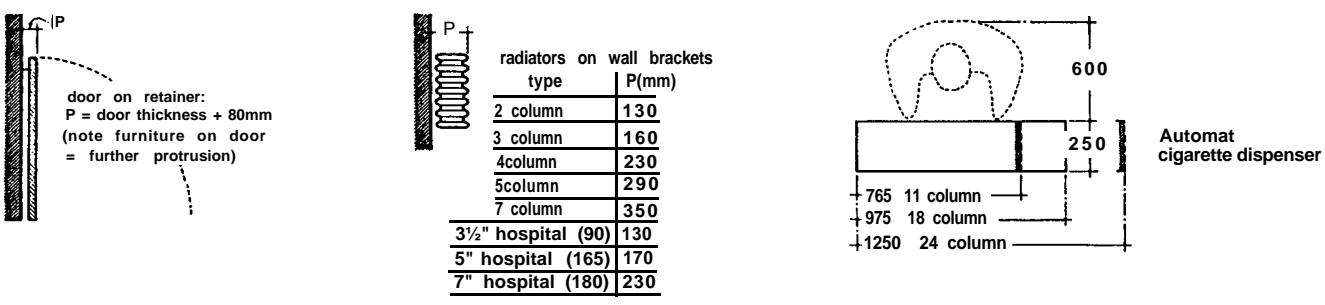 P
door on retainer:
P = door thickness + 80mm
(note furniture on door
= further protrusion)
P
radiators on wall brackets
type P(mm)
2 column 130
3 column 160
4column 230
5column 290
7 column 350
3½" hospital (90) 130
5" hospital (165) 170
7" hospital (180) 230
600
250
Automat
cigarette dispenser
765 11 column
975 18 column
1250 24 column